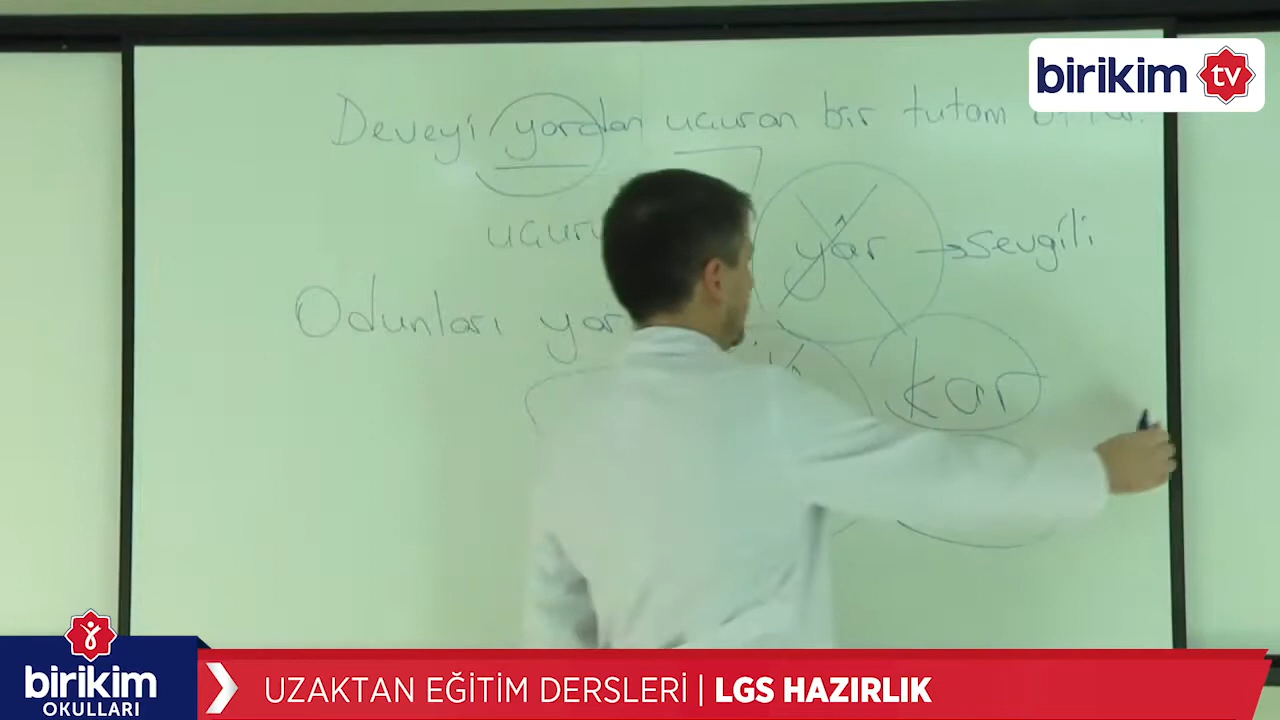 birikim tv
Deveyi yardan uçuran bir tutam
yâr → sevgili
Odunları yar
kar
birikim
OKULLARI
UZAKTAN EĞİTİM DERSLERİ | LGS HAZIRLIK